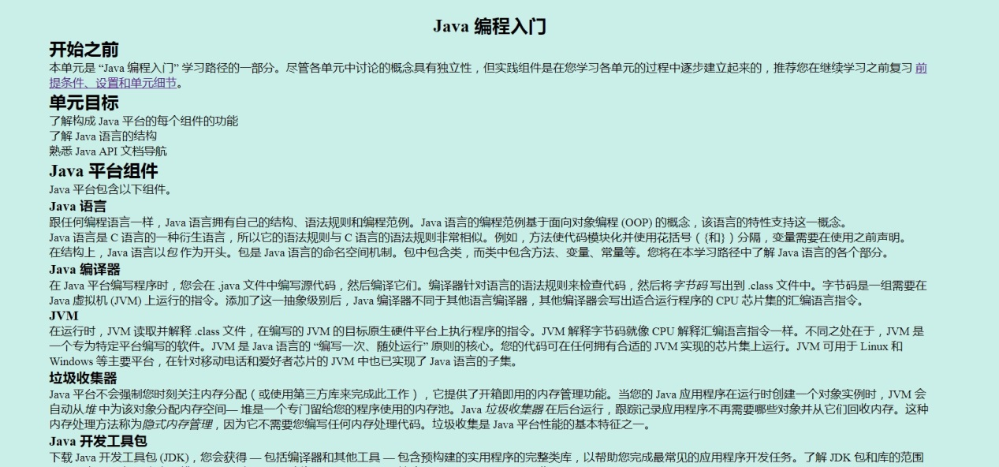 Java 编程入门
开始之前
本单元是 “Java 编程入门” 学习路径的一部分。尽管各单元中讨论的概念具有独立性，但实践组件是在您学习各单元的过程中逐步建立起来的，推荐您在继续学习之前复习 前
提条件、设置和单元细节。
单元目标
了解构成 Java 平台的每个组件的功能
了解 Java 语言的结构
熟悉 Java API 文档导航
Java 平台组件
Java 平台包含以下组件。
Java 语言
跟任何编程语言一样，Java 语言拥有自己的结构、语法规则和编程范例。Java 语言的编程范例基于面向对象编程 (OOP) 的概念，该语言的特性支持这一概念。
Java 语言是 C 语言的一种衍生语言，所以它的语法规则与 C 语言的语法规则非常相似。例如，方法使代码模块化并使用花括号（ {和} ）分隔，变量需要在使用之前声明。
在结构上，Java 语言以包 作为开头。包是 Java 语言的命名空间机制。包中包含类，而类中包含方法、变量、常量等。您将在本学习路径中了解 Java 语言的各个部分。
Java 编译器
在 Java 平台编写程序时，您会在 .java 文件中编写源代码，然后编译它们。编译器针对语言的语法规则来检查代码，然后将字节码 写出到 .class 文件中。字节码是一组需要在
Java 虚拟机 (JVM) 上运行的指令。添加了这一抽象级别后，Java 编译器不同于其他语言编译器，其他编译器会写出适合运行程序的 CPU 芯片集的汇编语言指令。
JVM
在运行时，JVM 读取并解释 .class 文件，在编写的 JVM 的目标原生硬件平台上执行程序的指令。JVM 解释字节码就像 CPU 解释汇编语言指令一样。不同之处在于，JVM 是
一个专为特定平台编写的软件。JVM 是 Java 语言的 “编写一次、随处运行” 原则的核心。您的代码可在任何拥有合适的 JVM 实现的芯片集上运行。JVM 可用于 Linux 和
Windows 等主要平台，在针对移动电话和爱好者芯片的 JVM 中也已实现了 Java 语言的子集。
垃圾收集器
Java 平台不会强制您时刻关注内存分配（或使用第三方库来完成此工作），它提供了开箱即用的内存管理功能。当您的 Java 应用程序在运行时创建一个对象实例时，JVM 会
自动从堆 中为该对象分配内存空间— 堆是一个专门留给您的程序使用的内存池。Java 垃圾收集器 在后台运行，跟踪记录应用程序不再需要哪些对象并从它们回收内存。这种
内存处理方法称为隐式内存管理，因为它不需要您编写任何内存处理代码。垃圾收集是 Java 平台性能的基本特征之一。
Java 开发工具包
下载 Java 开发工具包 (JDK)，您会获得 — 包括编译器和其他工具 — 包含预构建的实用程序的完整类库，以帮助您完成最常见的应用程序开发任务。了解 JDK 包和库的范围